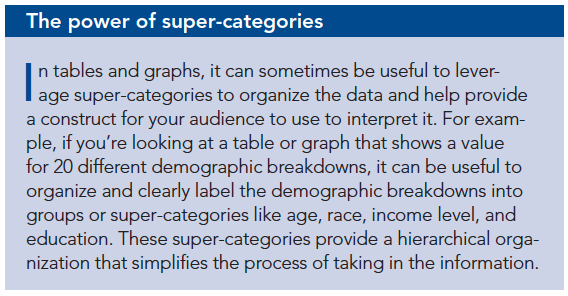 The power of super-categories
In tables and graphs, it can sometimes be useful to lever-
age super-categories to organize the data and help provide
a construct for your audience to use to interpret it. For exam-
ple, if you’re looking at a table or graph that shows a value
for 20 different demographic breakdowns, it can be useful to
organize and clearly label the demographic breakdowns into
groups or super-categories like age, race, income level, and
education. These super-categories provide a hierarchical orga-
nization that simplifies the process of taking in the information.